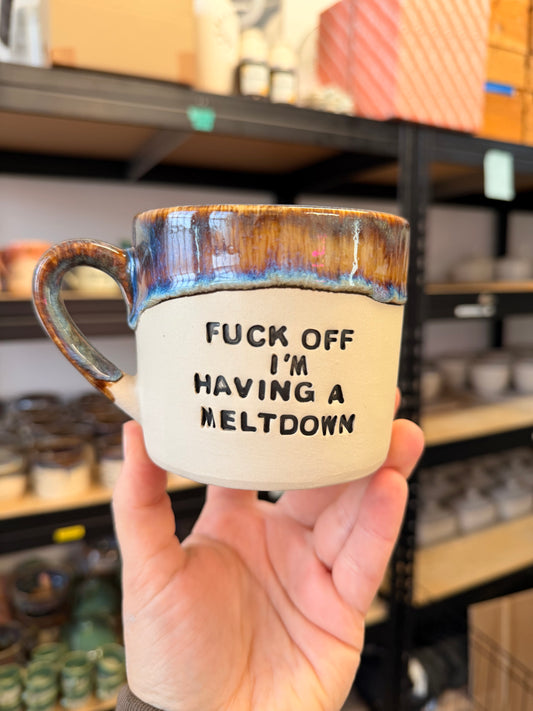 FUCK OFF
I'M
HAVING A
MELTDOWN